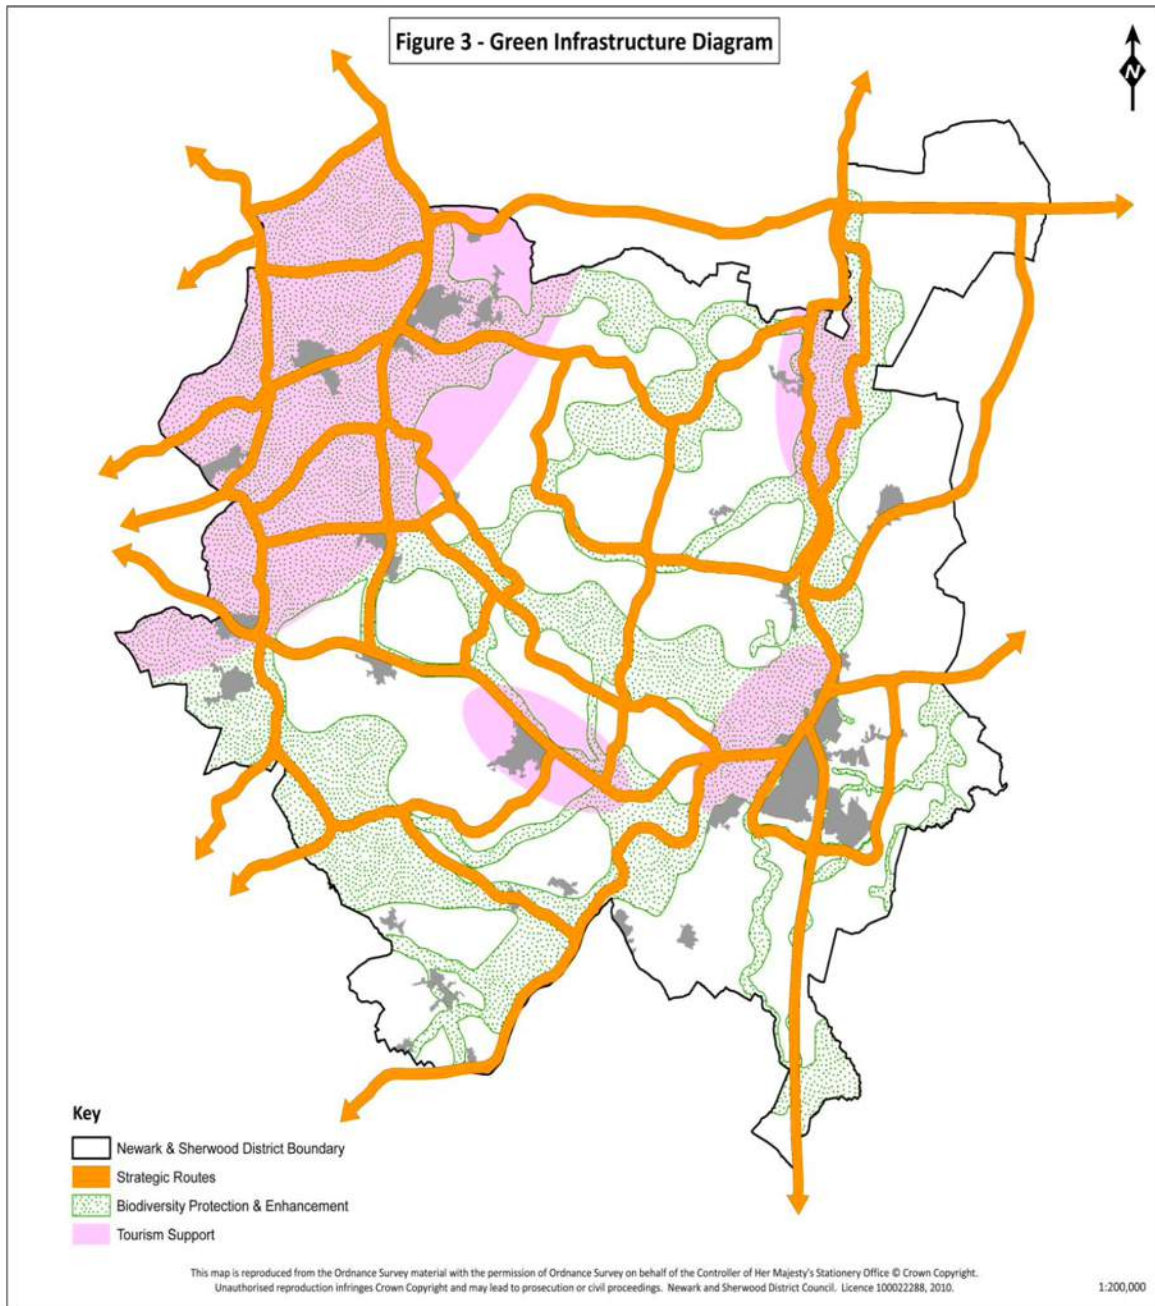 Figure 3 - Green Infrastructure Diagram
N
Key
Newark & Sherwood District Boundary
Strategic Routes
Biodiversity Protection & Enhancement
Tourism Support
This map is reproduced from the Ordnance Survey material with the permission of Ordnance Survey on behalf of the Controller of Her Majesty's Stationery Office © Crown Copyright.
Unauthorised reproduction infringes Crown Copyright and may lead to prosecution or civil proceedings. Newark and Sherwood District Council. Licence 100022288, 2010.
1:200,000